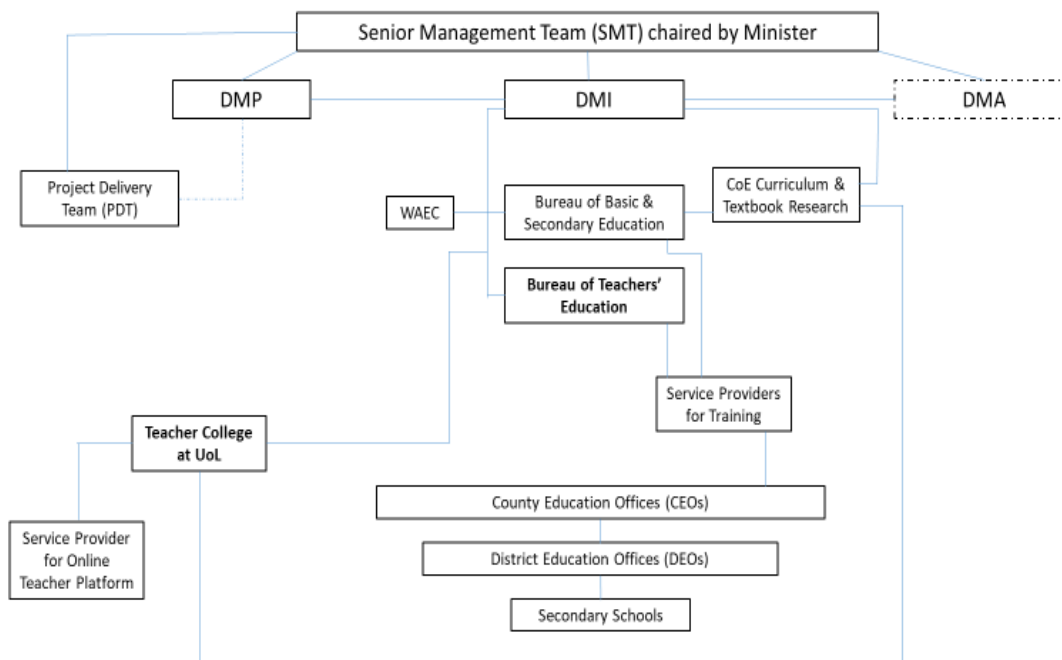 Senior Management Team (SMT) chaired by Minister
DMP
DMI
DMA
Project Delivery
Team (PDT)
WAEC
Bureau of Basic &
Secondary Education
CoE Curriculum &
Textbook Research
Bureau of Teachers’
Education
Service Providers
for Training
Teacher College
at UoL
County Education Offices (CEOs)
Service Provider
for Online
Teacher Platform
District Education Offices (DEOs)
Secondary Schools